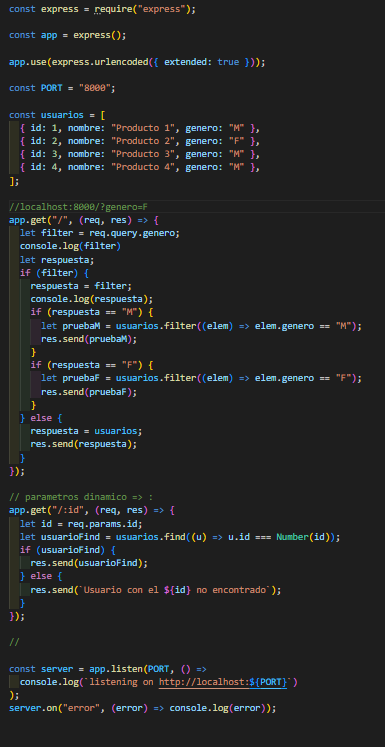 const express = require("express");
const app = express();
app.use(express.urlencoded({ extended: true }));
const PORT = "8000";
const usuarios = [
  { id: 1, nombre: "Producto 1", genero: "M" },
  { id: 2, nombre: "Producto 2", genero: "F" },
  { id: 3, nombre: "Producto 3", genero: "M" },
  { id: 4, nombre: "Producto 4", genero: "M" },
];
//localhost:8000/?genero=F
app.get("/", (req, res) => {
  let filter = req.query.genero;
  console.log(filter)
  let respuesta;
  if (filter) {
    respuesta = filter;
    console.log(respuesta);
    if (respuesta == "M") {
      let pruebaM = usuarios.filter((elem) => elem.genero == "M");
      res.send(pruebaM);
    }
    if (respuesta == "F") {
      let pruebaF = usuarios.filter((elem) => elem.genero == "F");
      res.send(pruebaF);
    }
  } else {
    respuesta = usuarios;
    res.send(respuesta);
  }
});
// parametros dinamico => :
app.get("/:id", (req, res) => {
  let id = req.params.id;
  let usuarioFind = usuarios.find((u) => u.id === Number(id));
  if (usuarioFind) {
    res.send(usuarioFind);
  } else {
    res.send(`Usuario con el ${id} no encontrado`);
  }
});
//
const server = app.listen(PORT, () =>
  console.log(`listening on http://localhost:${PORT}`)
);
server.on("error", (error) => console.log(error));